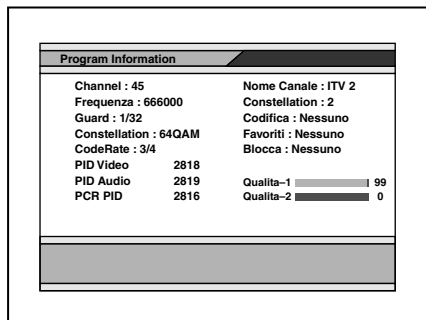 Program Information
Channel : 45
Frequenza : 666000
Guard : 1/32
Constellation : 64QAM
CodeRate : 3/4
PID Video 2818
PID Audio 2819
PCR PID 2816
Nome Canale : ITV 2
Constellation : 2
Codifica : Nessuno
Favoriti : Nessuno
Blocca : Nessuno
Qualita–1 99
Qualita–2 0